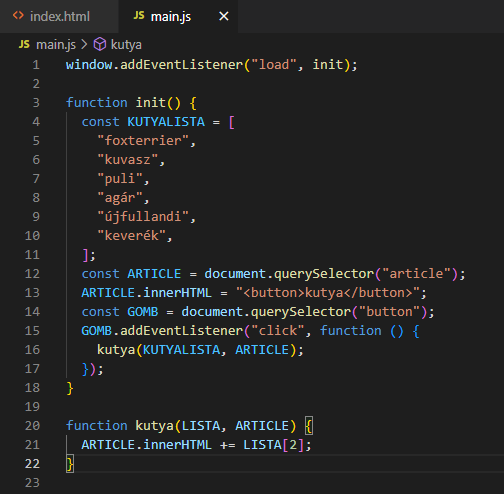 index.html main.js
main.js > kutya
1 window.addEventListener("load", init);
2
3 function init() {
4   const KUTYALISTA = [
5     "foxterrier",
6     "kuvasz",
7     "puli",
8     "agár",
9     "újfullandi",
10     "keverék",
11   ];
12   const ARTICLE = document.querySelector("article");
13   ARTICLE.innerHTML = "<button>kutya</button>";
14   const GOMB = document.querySelector("button");
15   GOMB.addEventListener("click", function () {
16     kutya(KUTYALISTA, ARTICLE);
17   });
18 }
19
20 function kutya(LISTA, ARTICLE) {
21   ARTICLE.innerHTML += LISTA[2];
22 }
23